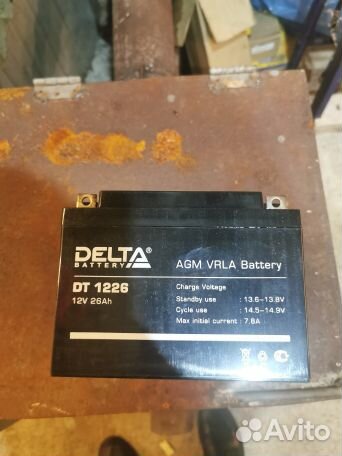 DELTA®
BATTERY
DT 1226
12V 26Ah
AGM VRLA Battery
Charge Voltage
Standby use : 13.6-13.8V
Cycle use : 14.5-14.9V
Max initial current : 7.8A
Avito